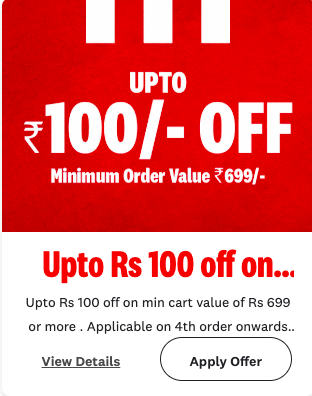 UPTO
₹100/- OFF
Minimum Order Value ₹699/-
Upto Rs 100 off on...
Upto Rs 100 off on min cart value of Rs 699
or more . Applicable on 4th order onwards..
View Details
Apply Offer